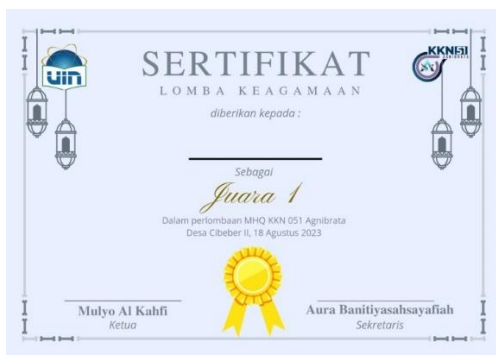 uin
KKN51
AGNIBRATA
SERTIFIKAT
LOMBA KEAGAMAAN
diberikan kepada :
Sebagai
Juara 1
Dalam perlombaan MHQ KKN 051 Agnibrata
Desa Cibeber II, 18 Agustus 2023
Mulyo Al Kahfi
Ketua
Aura Banitiyasahsayafiah
Sekretaris